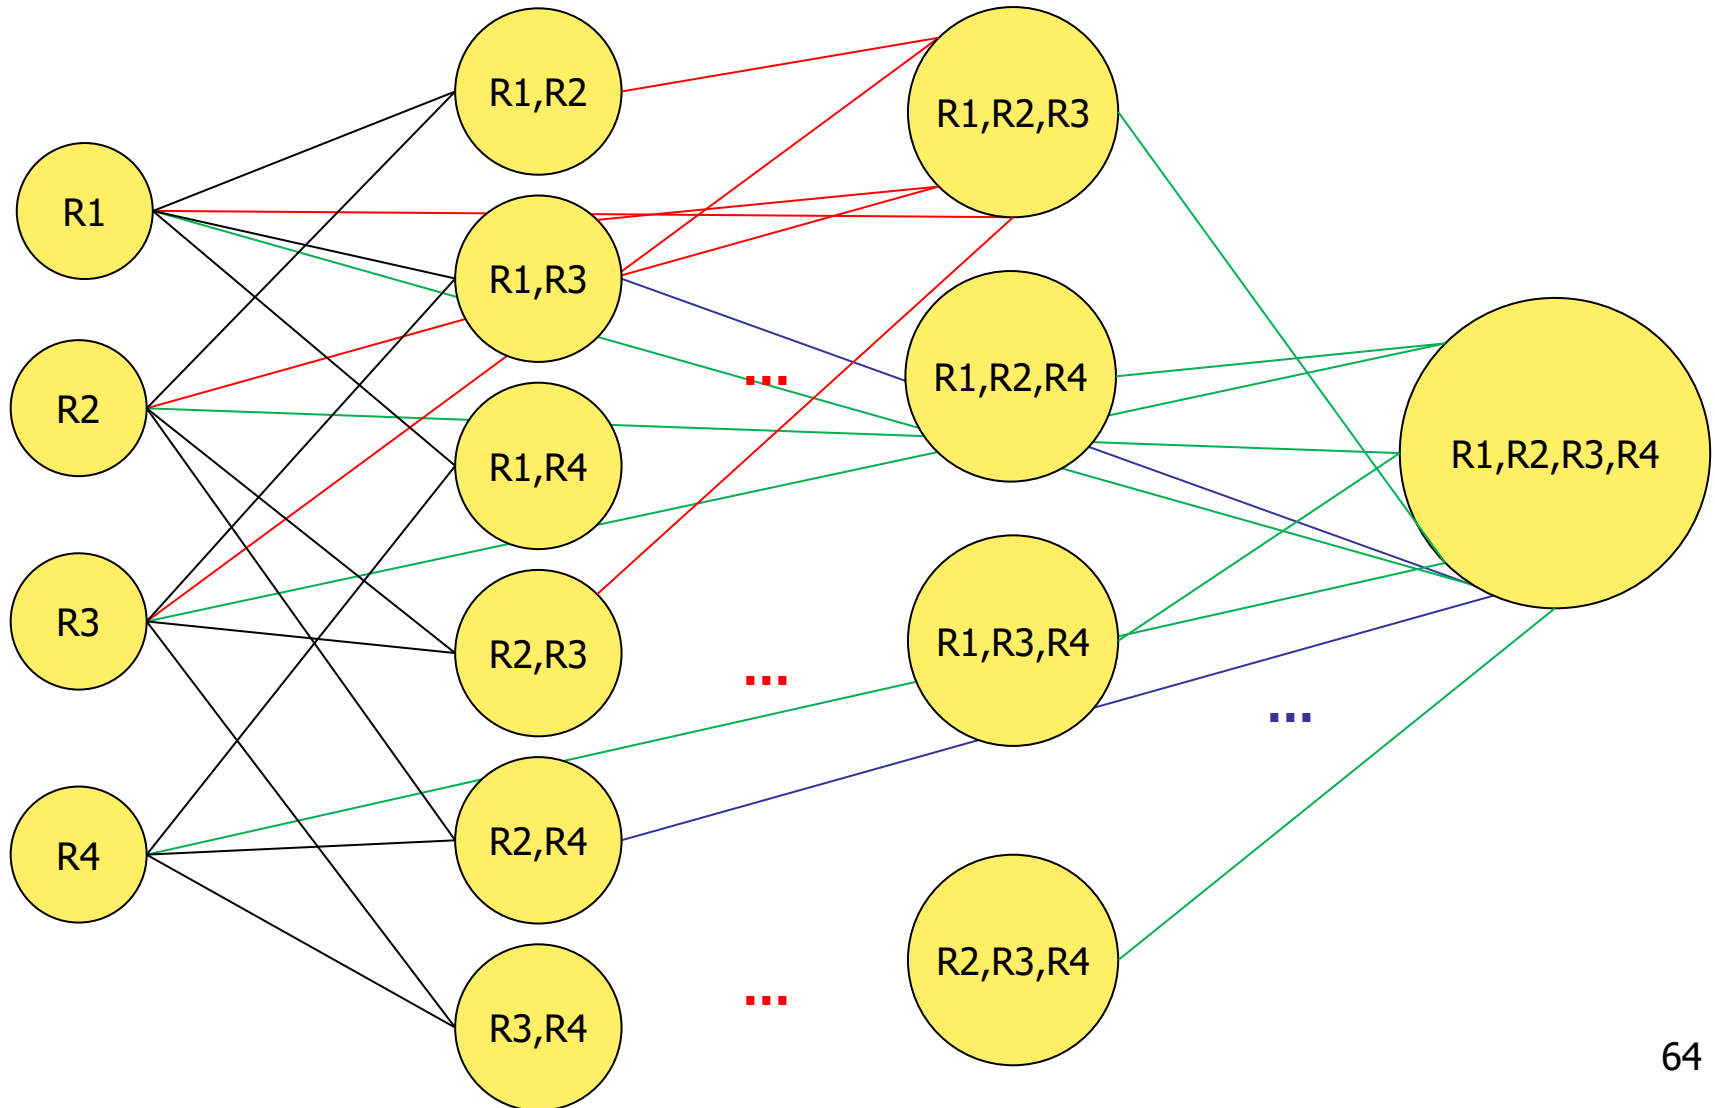 R1
R2
R3
R4
R1,R2
R1,R3
R1,R4
R2,R3
R2,R4
R3,R4
...
...
...
R1,R2,R3
R1,R2,R4
R1,R3,R4
R2,R3,R4
...
R1,R2,R3,R4
64